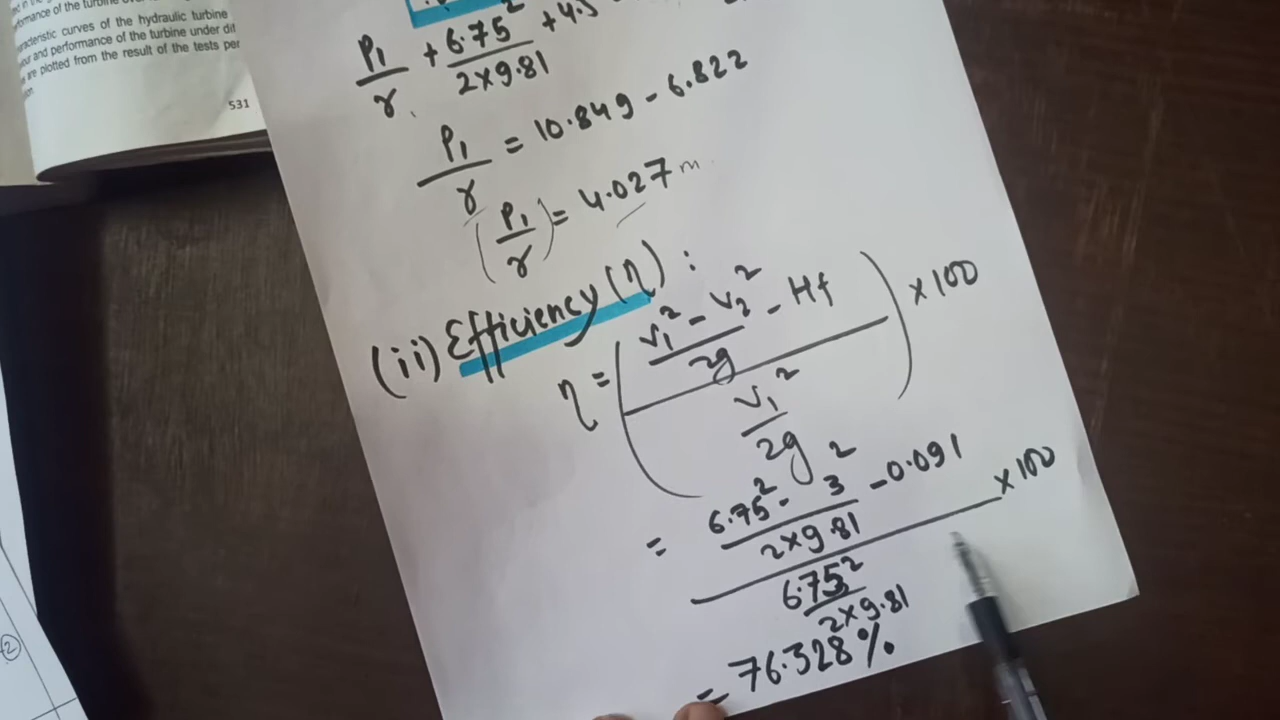 ormance of the turbine
acteristic curves of the hydraulic turbine
our and performance of the turbine under dif
are plotted from the result of the tests per
531
P₁/γ + 6.75²/2×9.81 + 4.5
P₁/γ = 10.849 - 6.822
(P₁/γ) = 4.027 m
(ii) Efficiency (η) :
η = ((V₁² - V₂²/2g - Hf)/(V₁²/2g)) × 100
= (6.75² - 3²/2×9.81 - 0.091)/(6.75²/2×9.81) × 100
= 76.328%
2